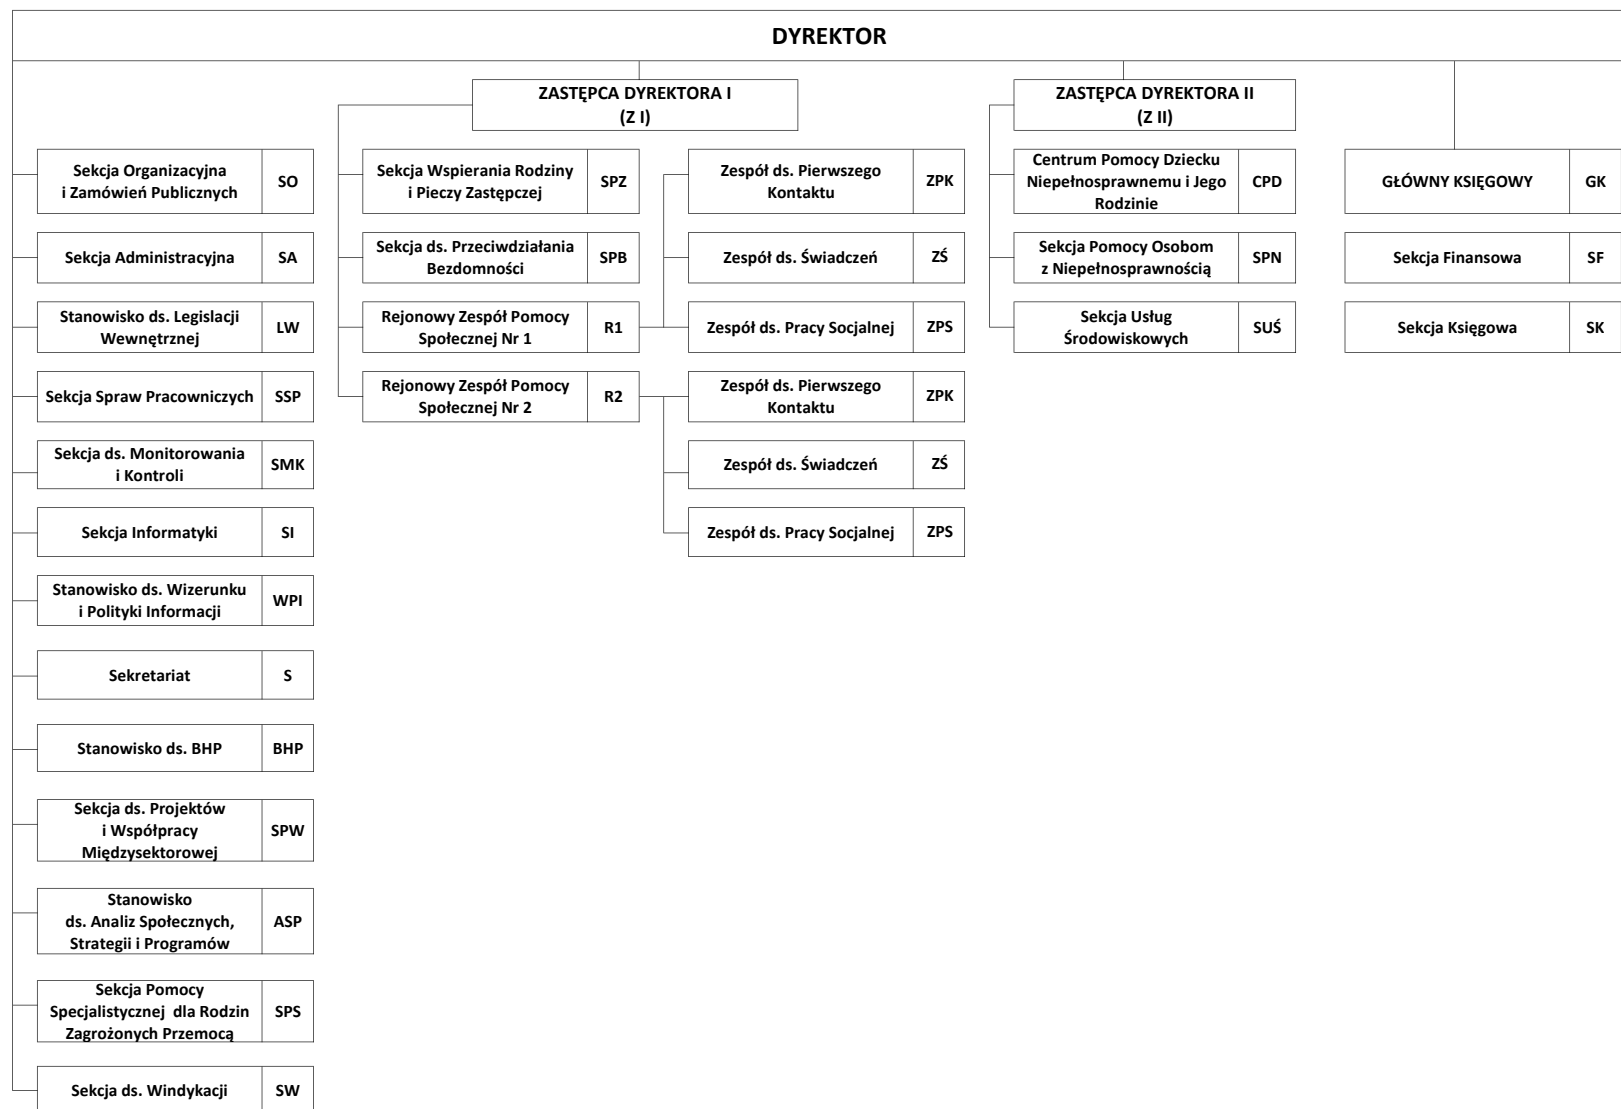 DYREKTOR
ZASTĘPCA DYREKTORA I
(Z I)
ZASTĘPCA DYREKTORA II
(Z II)
Sekcja Organizacyjna
i Zamówień Publicznych
SO
Sekcja Administracyjna
SA
Stanowisko ds. Legislacji
Wewnętrznej
LW
Sekcja Spraw Pracowniczych
SSP
Sekcja ds. Monitorowania
i Kontroli
SMK
Sekcja Informatyki
SI
Stanowisko ds. Wizerunku
i Polityki Informacji
WPI
Sekretariat
S
Stanowisko ds. BHP
BHP
Sekcja ds. Projektów
i Współpracy
Międzysektorowej
SPW
Stanowisko
ds. Analiz Społecznych,
Strategii i Programów
ASP
Sekcja Pomocy
Specjalistycznej dla Rodzin
Zagrożonych Przemocą
SPS
Sekcja ds. Windykacji
SW
Sekcja Wspierania Rodziny
i Pieczy Zastępczej
SPZ
Sekcja ds. Przeciwdziałania
Bezdomności
SPB
Rejonowy Zespół Pomocy
Społecznej Nr 1
R1
Rejonowy Zespół Pomocy
Społecznej Nr 2
R2
Zespół ds. Pierwszego
Kontaktu
ZPK
Zespół ds. Świadczeń
ZŚ
Zespół ds. Pracy Socjalnej
ZPS
Zespół ds. Pierwszego
Kontaktu
ZPK
Zespół ds. Świadczeń
ZŚ
Zespół ds. Pracy Socjalnej
ZPS
Centrum Pomocy Dziecku
Niepełnosprawnemu i Jego
Rodzinie
CPD
Sekcja Pomocy Osobom
z Niepełnosprawnością
SPN
Sekcja Usług
Środowiskowych
SUŚ
GŁÓWNY KSIĘGOWY
GK
Sekcja Finansowa
SF
Sekcja Księgowa
SK